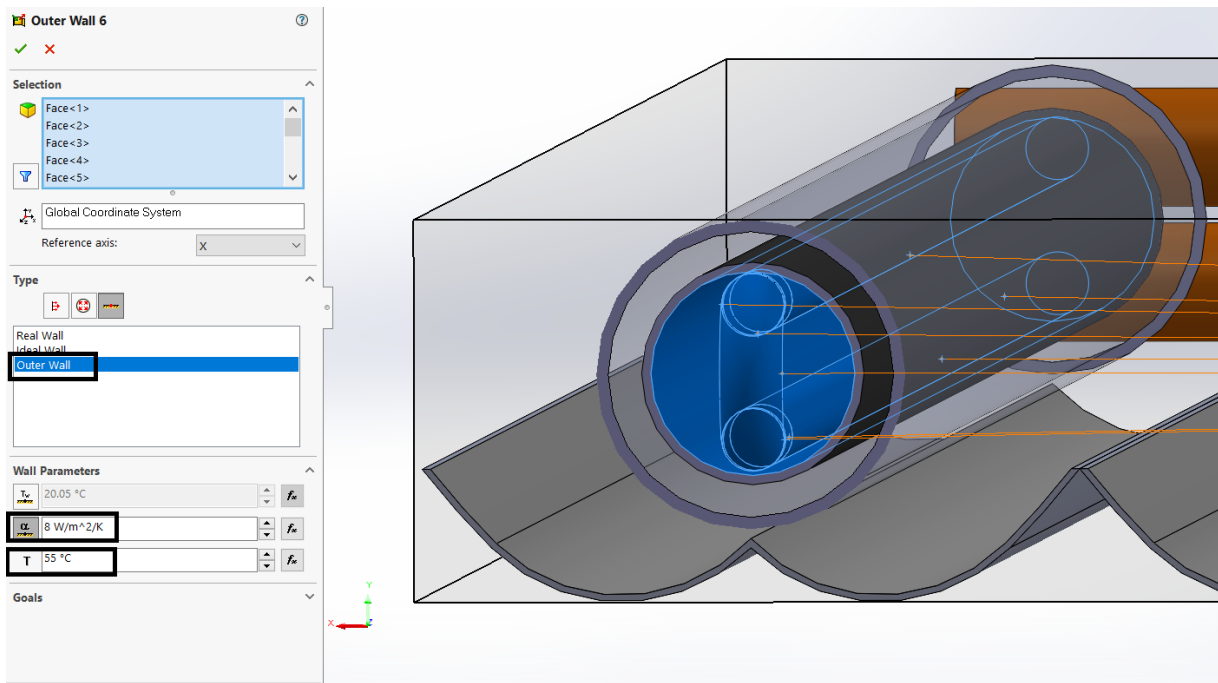 Outer Wall 6
Selection
Face<1>
Face<2>
Face<3>
Face<4>
Face<5>
Global Coordinate System
Reference axis:
X
Type
Real Wall
Ideal Wall
Outer Wall
Wall Parameters
Tw 20.05 °C
α 8 W/m^2/K
T 55 °C
Goals
Y
X
Z